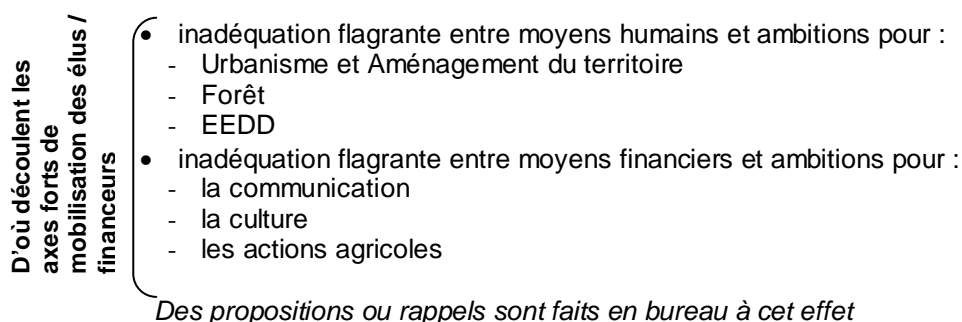 D'où découlent les
axes forts de
mobilisation des élus /
financeurs
• inadéquation flagrante entre moyens humains et ambitions pour :
- Urbanisme et Aménagement du territoire
- Forêt
- EEDD
• inadéquation flagrante entre moyens financiers et ambitions pour :
- la communication
- la culture
- les actions agricoles
Des propositions ou rappels sont faits en bureau à cet effet